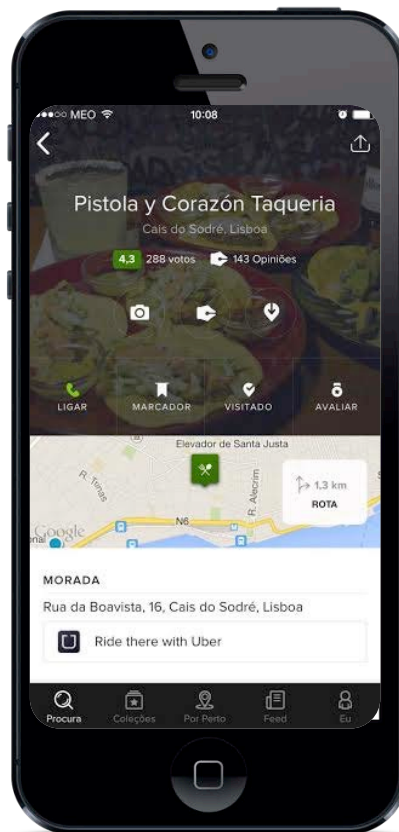 MEO 10:08
Pistola y Corazón Taqueria
Cais do Sodré, Lisboa
4,3 288 votos 143 Opiniões
LIGAR MARCADOR VISITADO AVALIAR
Elevador de Santa Justa
R. Trinas
R. Alecrim
1,3 km
ROTA
N6
Google
MORADA
Rua da Boavista, 16, Cais do Sodré, Lisboa
Ride there with Uber
Procura Coleções Por Perto Feed Eu